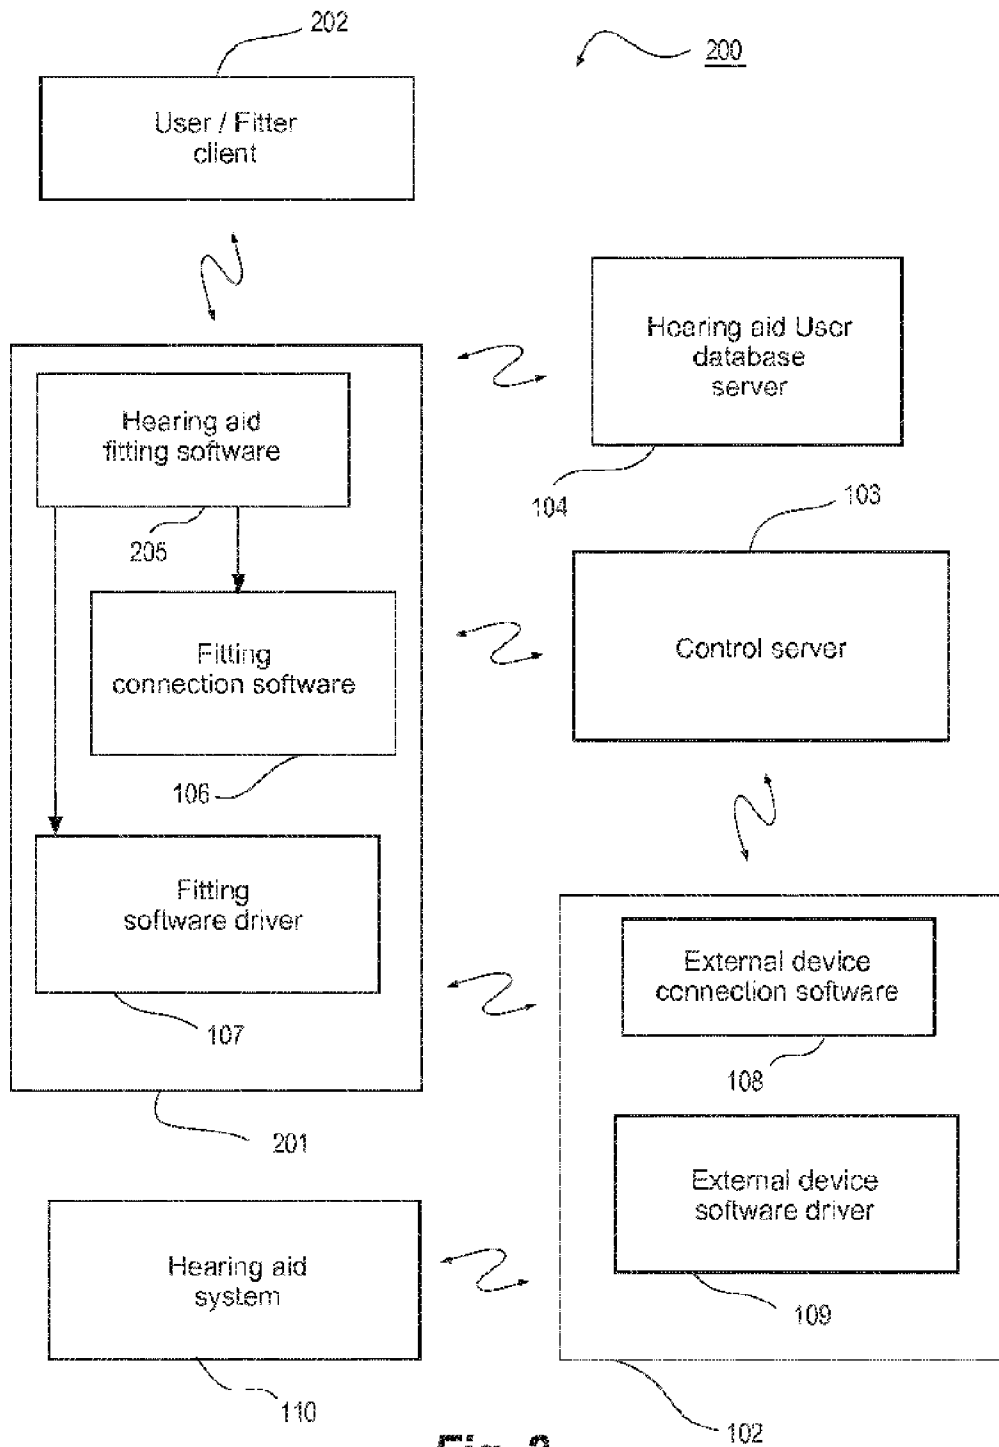 202
200
User / Fitter
client
Hearing aid User
database
server
104
Hearing aid
fitting software
205
103
Control server
Fitting
connection software
106
Fitting
software driver
107
201
External device
connection software
108
External device
software driver
109
102
Hearing aid
system
110